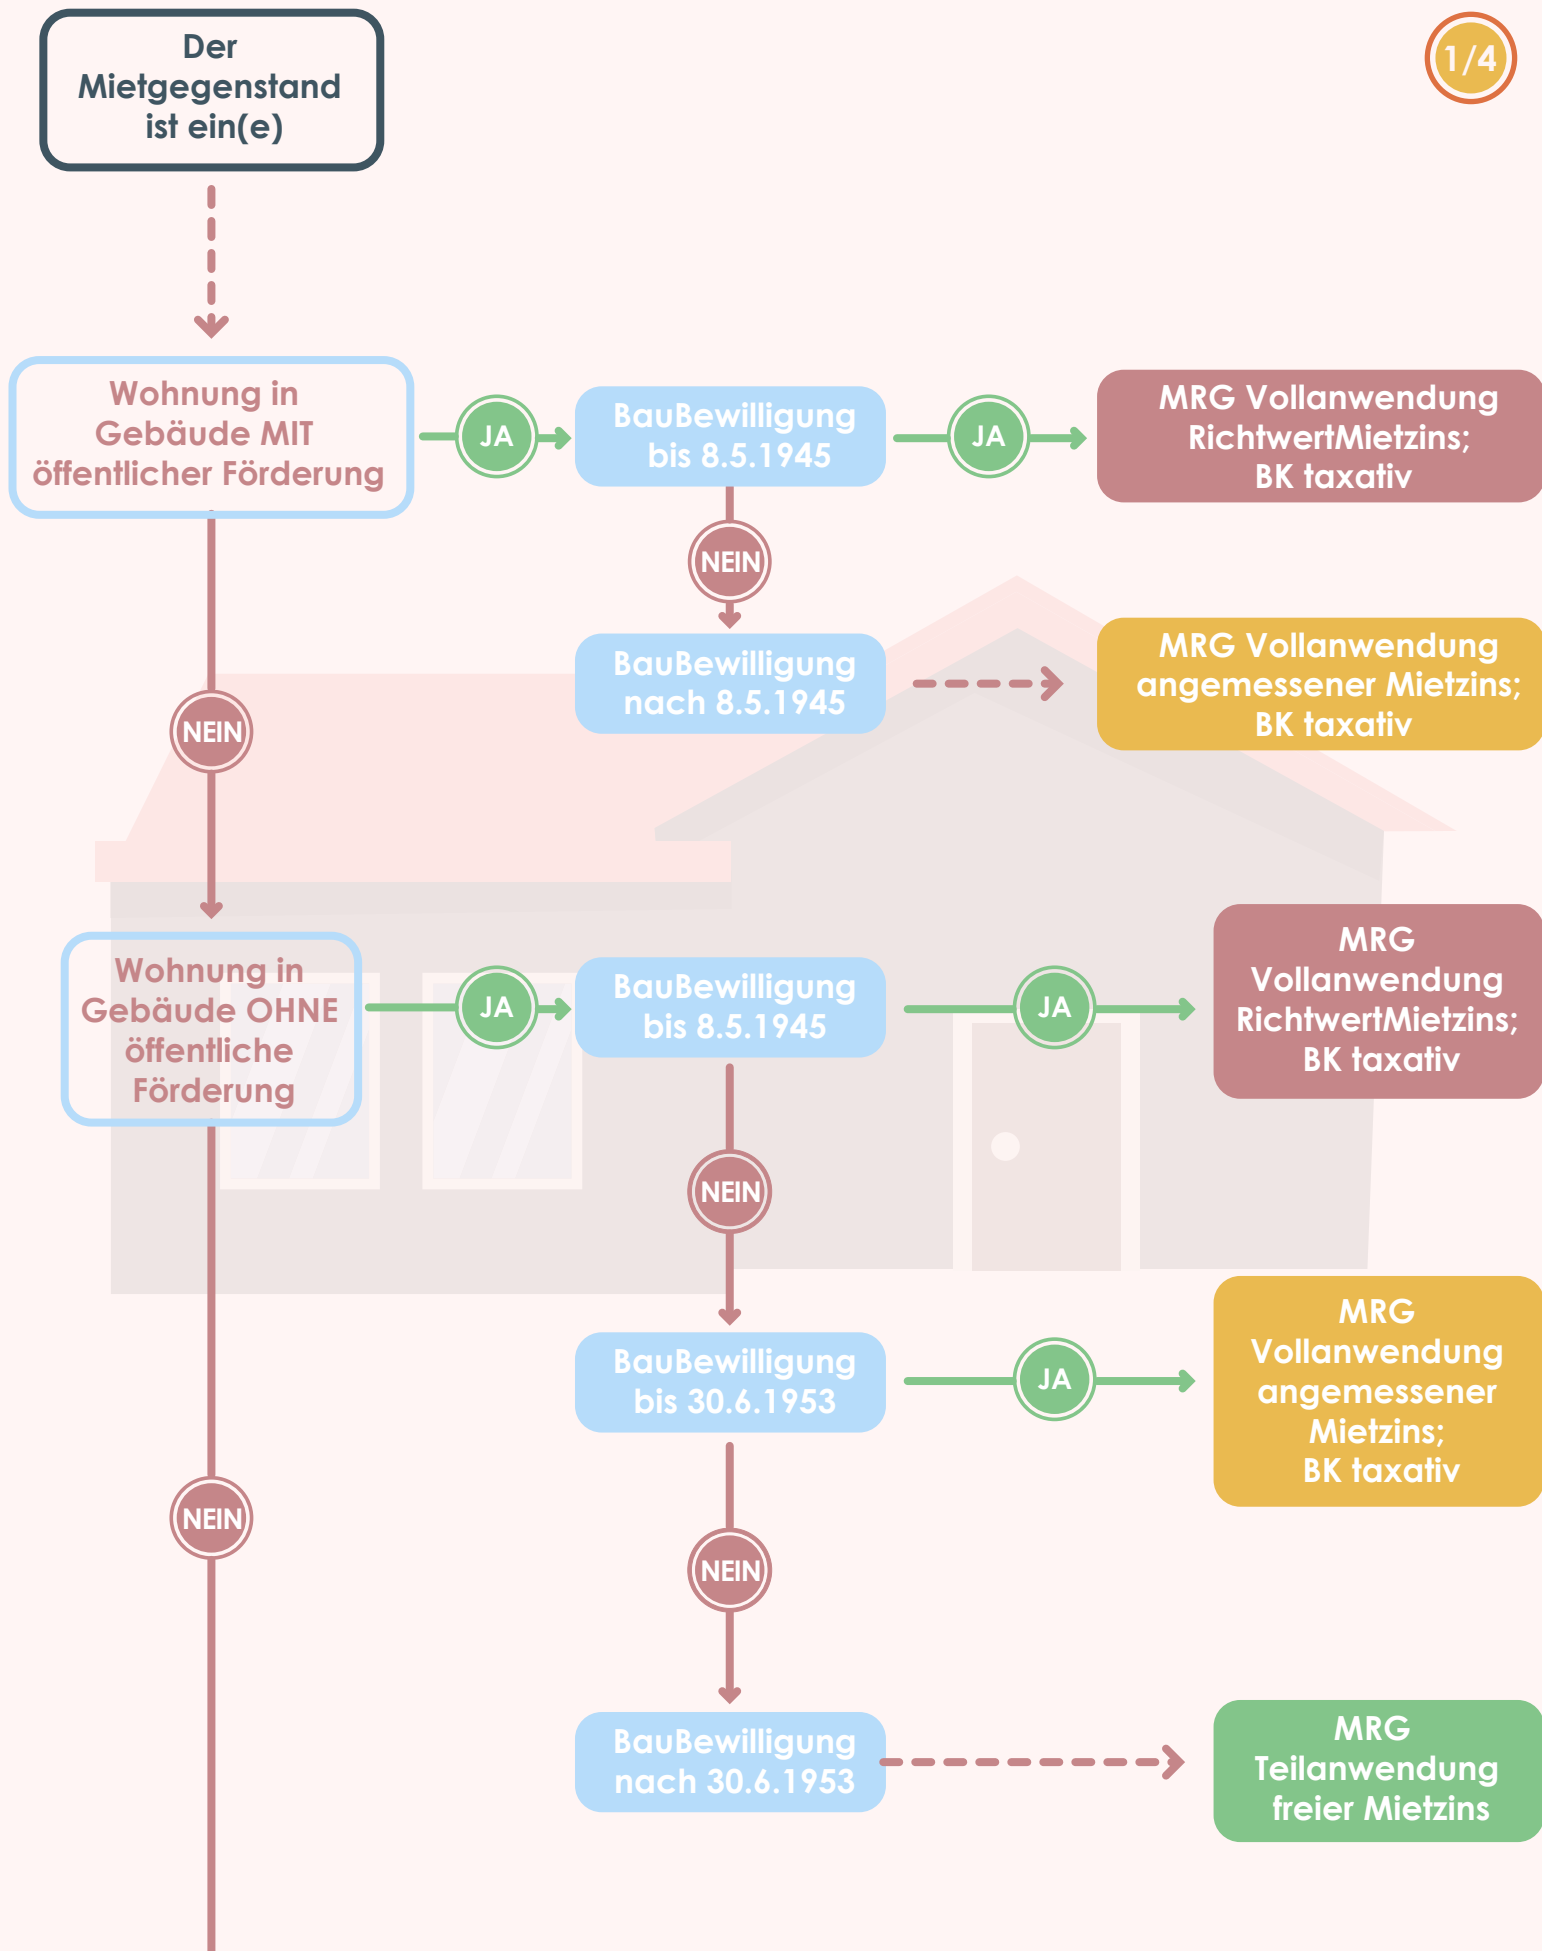 Der
Mietgegenstand
ist ein(e)
1/4
Wohnung in
Gebäude MIT
öffentlicher Förderung
JA
BauBewilligung
bis 8.5.1945
JA
MRG Vollanwendung
RichtwertMietzins;
BK taxativ
NEIN
BauBewilligung
nach 8.5.1945
MRG Vollanwendung
angemessener Mietzins;
BK taxativ
NEIN
Wohnung in
Gebäude OHNE
öffentliche
Förderung
JA
BauBewilligung
bis 8.5.1945
JA
MRG
Vollanwendung
RichtwertMietzins;
BK taxativ
NEIN
BauBewilligung
bis 30.6.1953
JA
MRG
Vollanwendung
angemessener
Mietzins;
BK taxativ
NEIN
NEIN
BauBewilligung
nach 30.6.1953
MRG
Teilanwendung
freier Mietzins